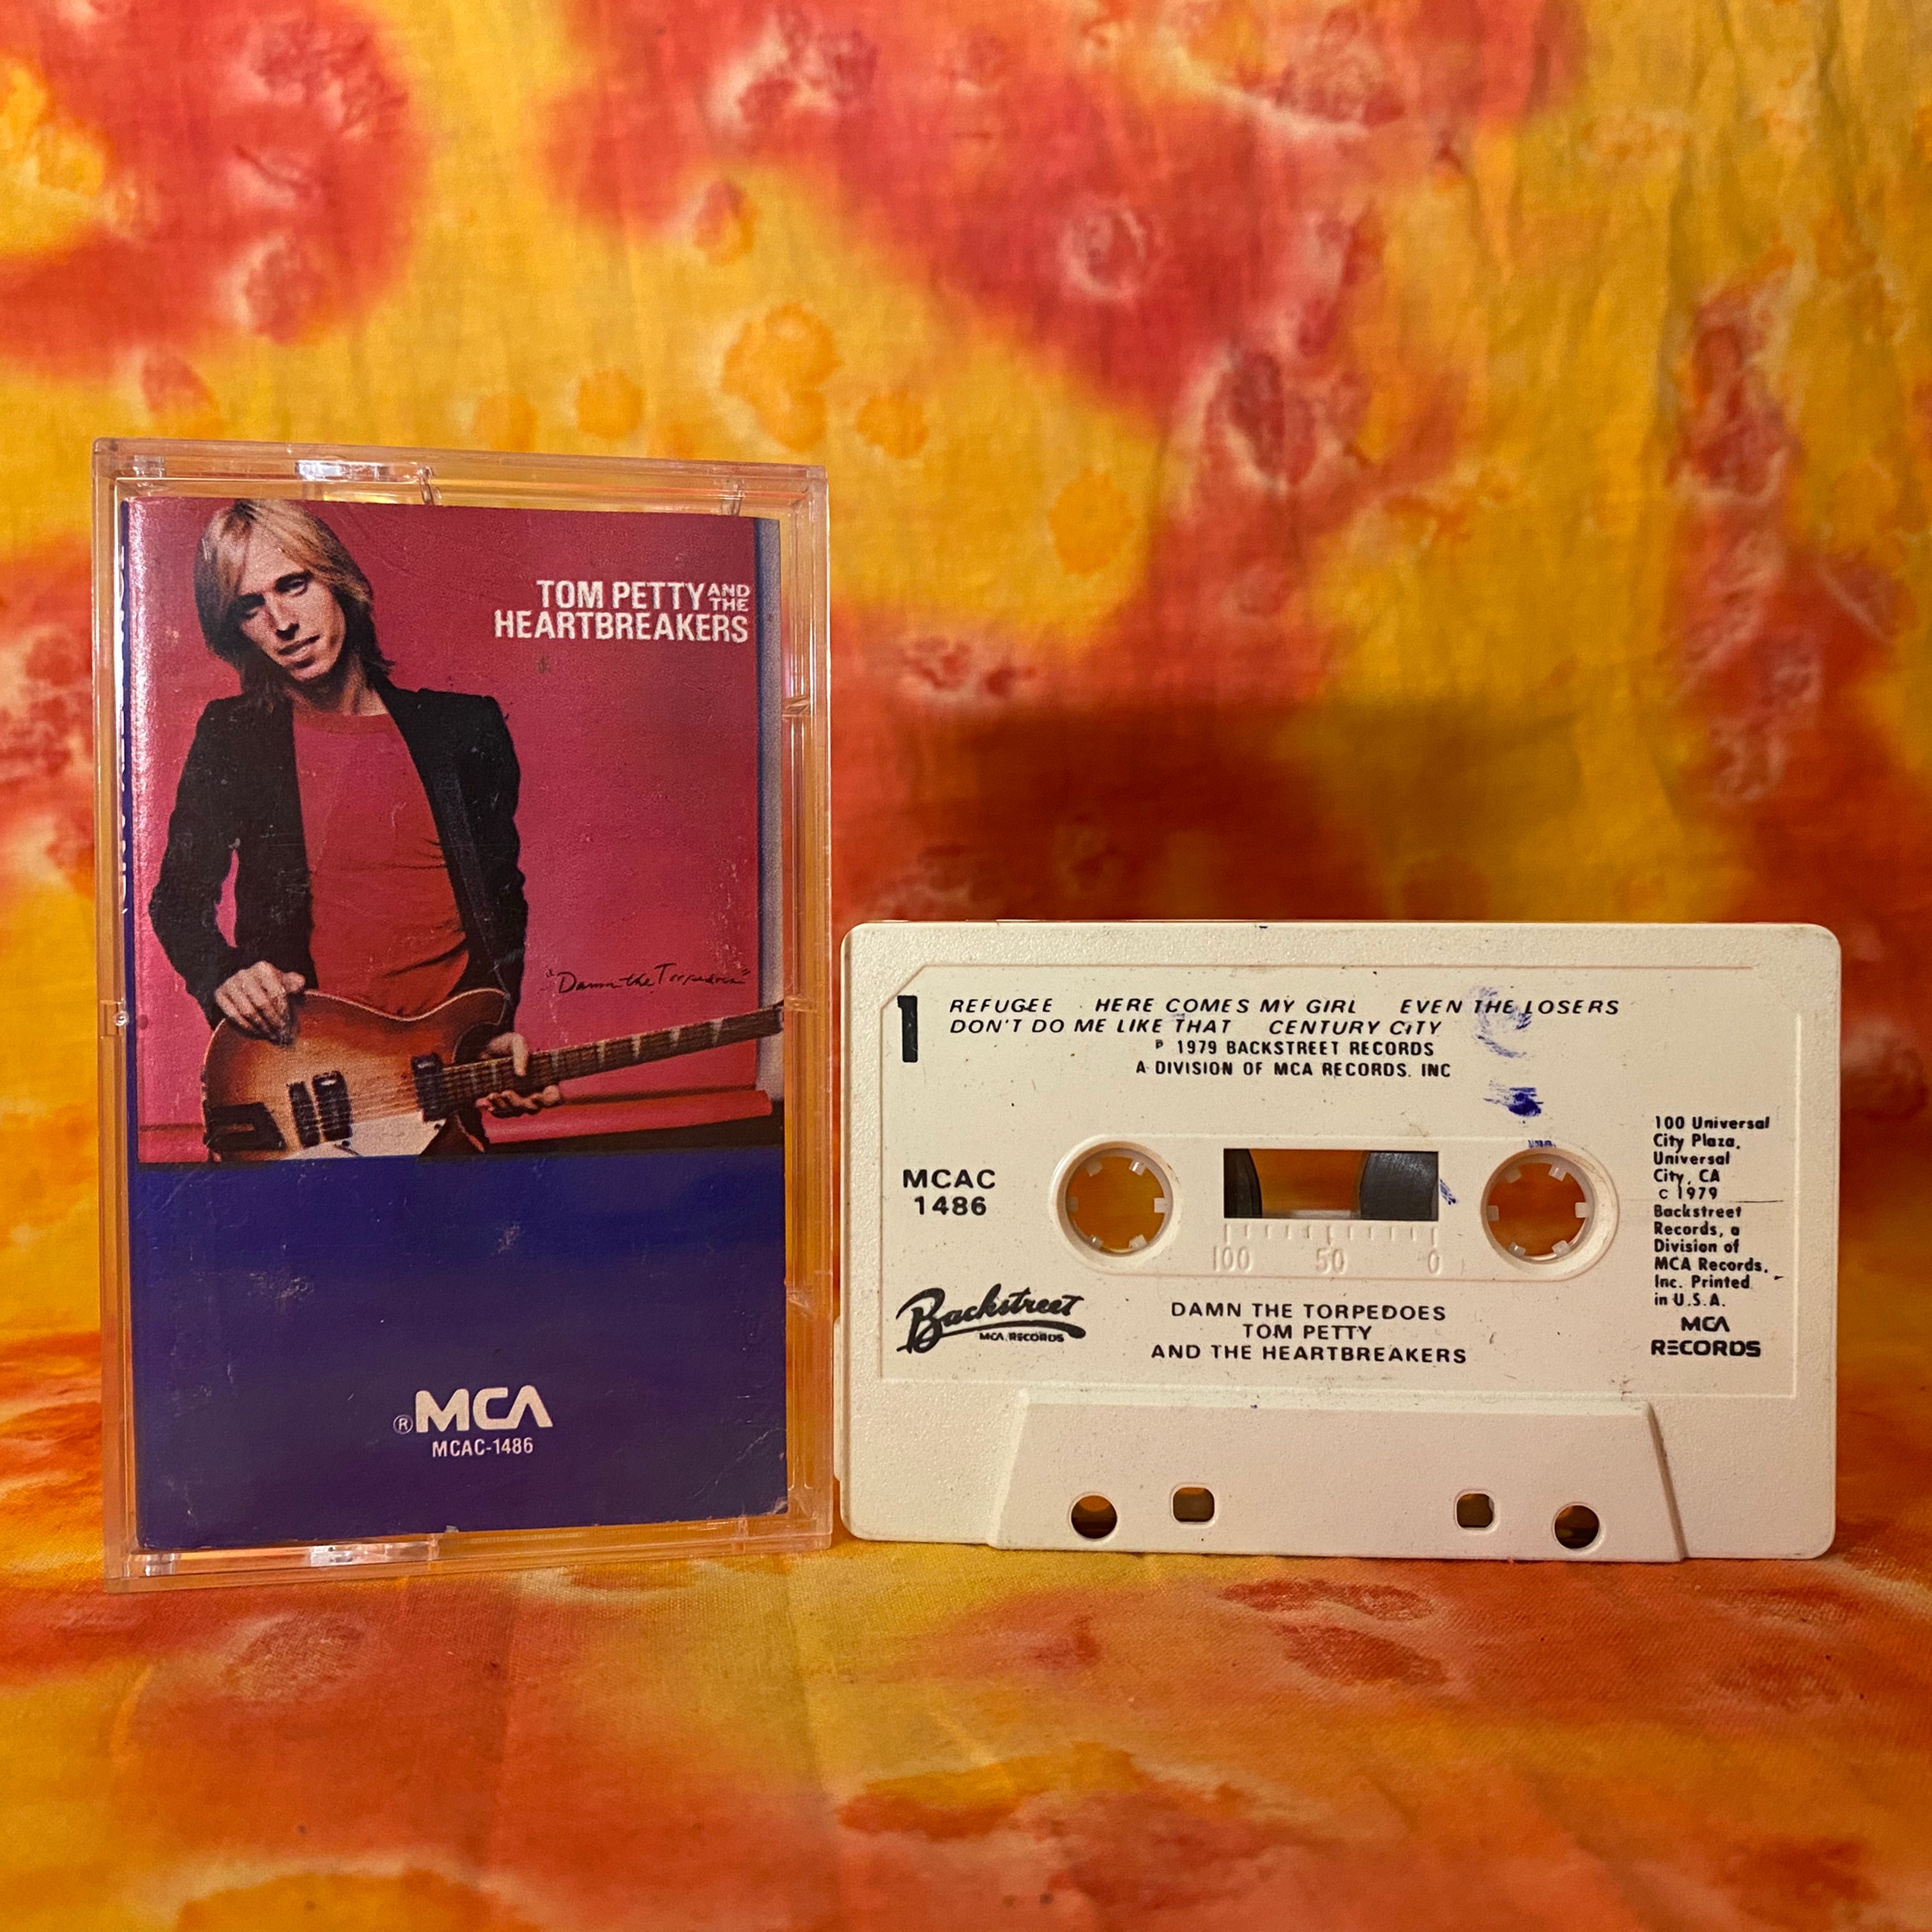 TOM PETTY AND THE
HEARTBREAKERS
"Damn the Torpedoes"
® MCA
MCAC-1486
1
REFUGEE HERE COMES MY GIRL EVEN THE LOSERS
DON'T DO ME LIKE THAT CENTURY CITY
℗ 1979 BACKSTREET RECORDS
A DIVISION OF MCA RECORDS. INC
MCAC
1486
100 50 0
Backstreet
MCA RECORDS
DAMN THE TORPEDOES
TOM PETTY
AND THE HEARTBREAKERS
100 Universal
City Plaza,
Universal
City, CA
C 1979
Backstreet
Records, a
Division of
MCA Records,
Inc. Printed
in U.S.A.
MCA
RECORDS